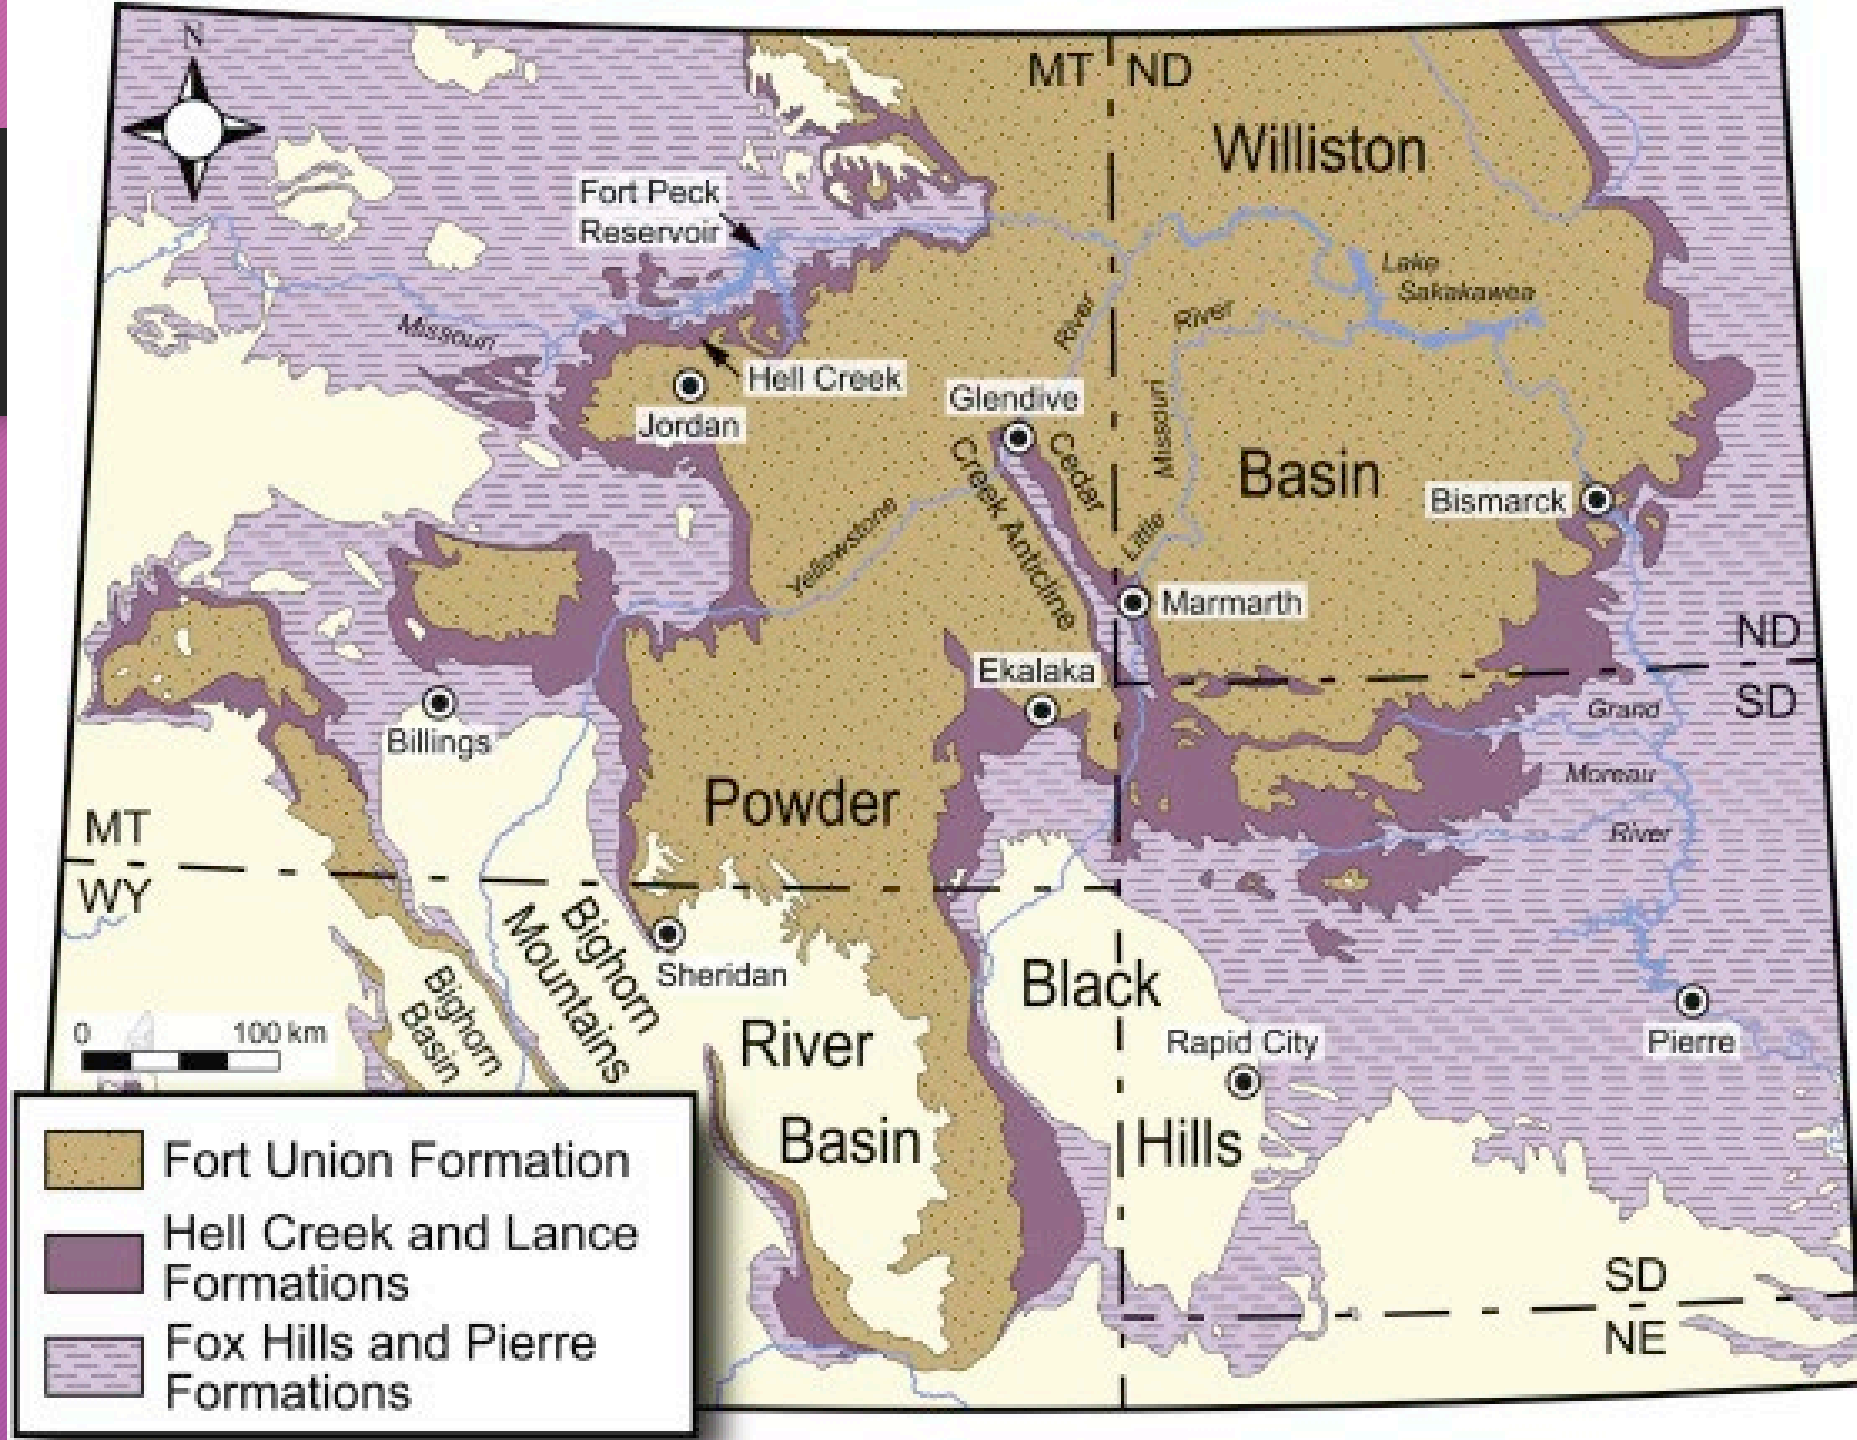 N
MT
ND
Williston
Fort Peck
Reservoir
Lake
Sakakawea
River
River
Missouri
Hell Creek
Jordan
Glendive
Cedar
Creek Anticline
Missouri
Little
Basin
Bismarck
Yellowstone
Marmarth
ND
SD
Ekalaka
Grand
Billings
Moreau
River
Powder
MT
WY
Bighorn
Mountains
Sheridan
Bighorn
Basin
Black
Hills
Rapid City
Pierre
River
Basin
0
100 km
SD
NE
Fort Union Formation
Hell Creek and Lance
Formations
Fox Hills and Pierre
Formations